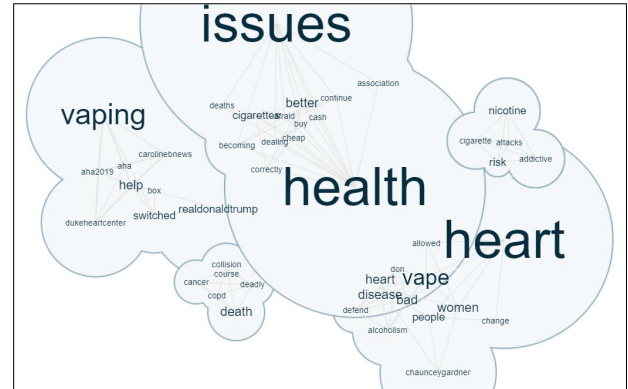 issues
association
better
continue
deaths
cigarettes
afraid
cash
buy
cheap
becoming
dealing
correctly
health
vaping
carolinebnews
aha
aha2019
help
box
realdonaldtrump
switched
dukeheartcenter
nicotine
cigarette
attacks
risk
addictive
heart
allowed
don
heart
vape
disease
bad
women
defend
people
change
alcoholism
chaunceygardner
collision
course
cancer
deadly
copd
death